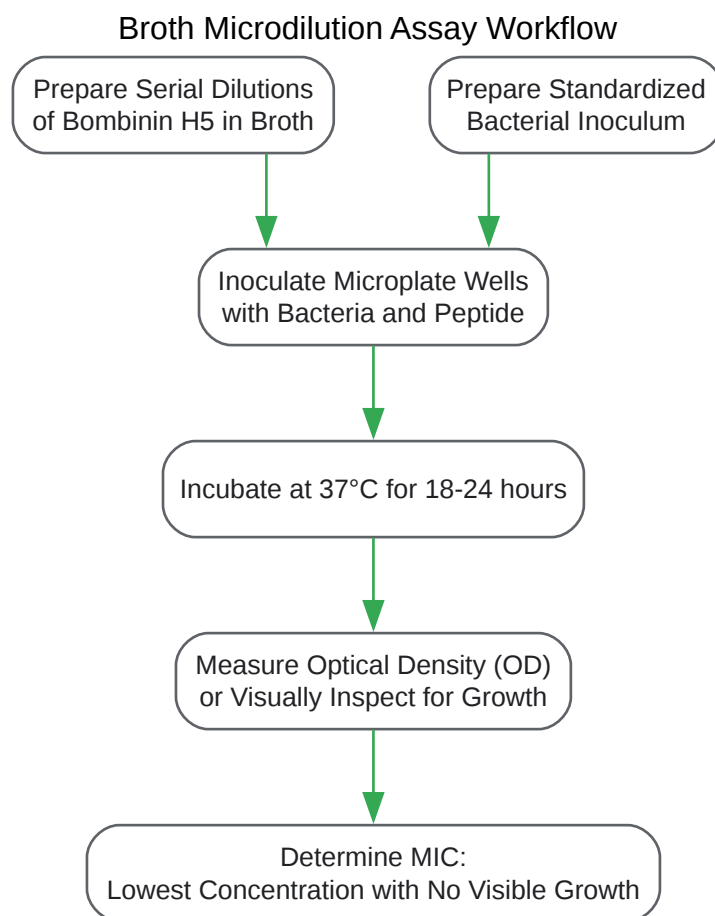 Broth Microdilution Assay Workflow
Prepare Serial Dilutions
of Bombinin H5 in Broth
Prepare Standardized
Bacterial Inoculum
Inoculate Microplate Wells
with Bacteria and Peptide
Incubate at 37°C for 18-24 hours
Measure Optical Density (OD)
or Visually Inspect for Growth
Determine MIC:
Lowest Concentration with No Visible Growth